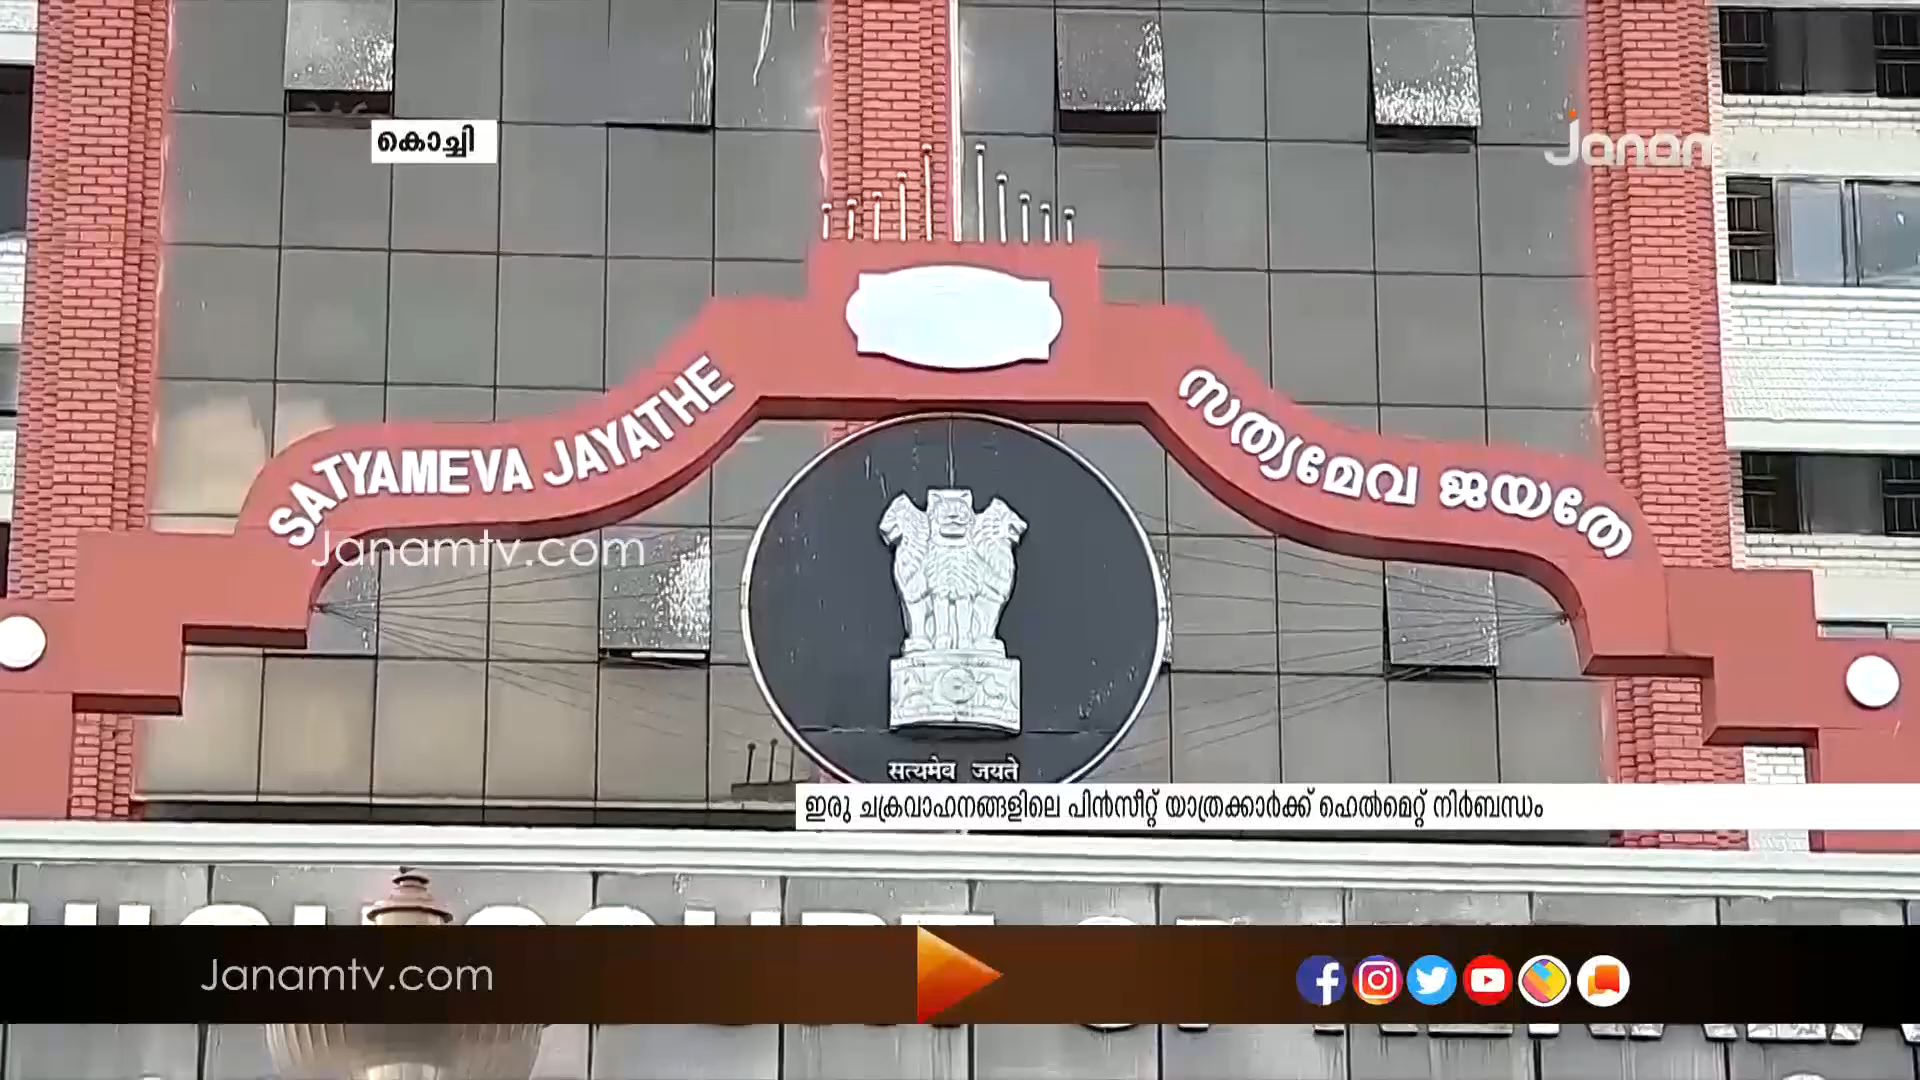 കൊച്ചി
Janam
SATYAMEVA JAYATHE
സത്യമേവ ജയതേ
Janamtv.com
सत्यमेव जयते
ഇരു ചക്രവാഹനങ്ങളിലെ പിൻസീറ്റ് യാത്രക്കാർക്ക് ഹെൽമെറ്റ് നിർബന്ധം
Janamtv.com